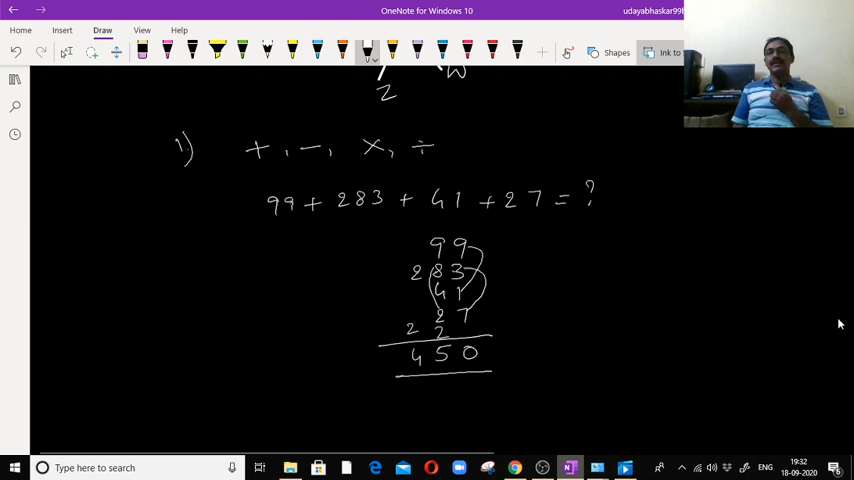 OneNote for Windows 10
udayabhaskar99b
Home Insert Draw View Help
Shapes
Ink to
Z W
1) +, -, ×, ÷
99 + 283 + 41 + 27 = ?
99
283
41
27
2 2
450
Type here to search
ENG
19:32
18-09-2020